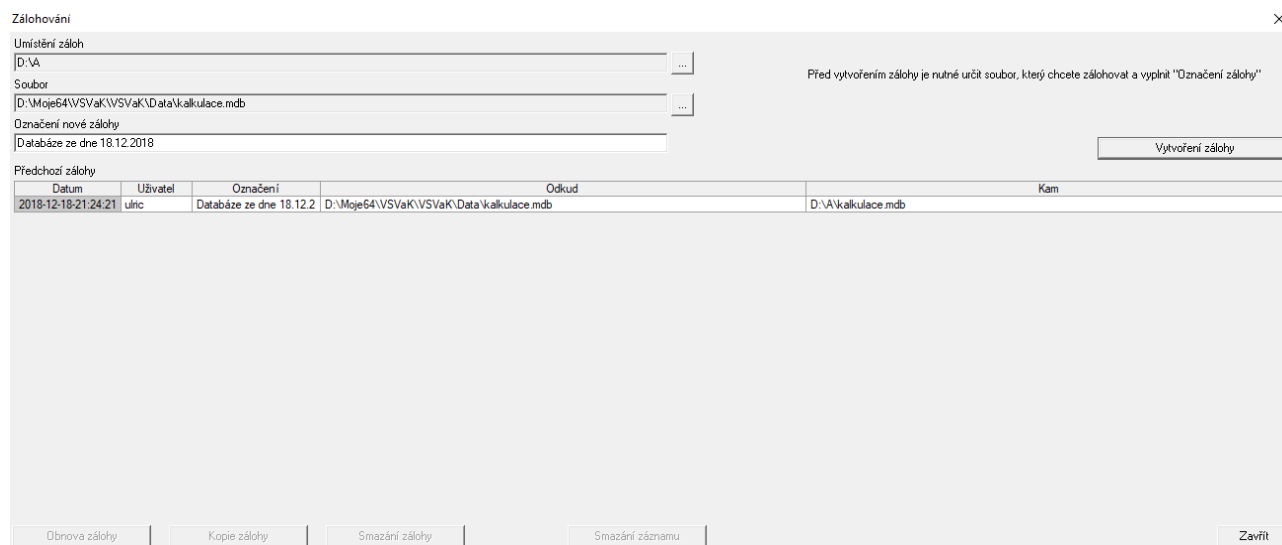 Zálohování
Umístění záloh
D:\A
...
Před vytvořením zálohy je nutné určit soubor, který chcete zálohovat a vyplnit "Označení zálohy"
Soubor
D:\Moje64\VSVaK\VSVaK\Data\kalkulace.mdb
...
Označení nové zálohy
Databáze ze dne 18.12.2018
Vytvoření zálohy
Předchozí zálohy
Datum Uživatel Označení Odkud Kam
2018-12-18-21:24:21 ulric Databáze ze dne 18.12.2 D:\Moje64\VSVaK\VSVaK\Data\kalkulace.mdb D:\A\kalkulace.mdb
Obnova zálohy Kopie zálohy Smazání zálohy Smazání záznamu Zavřít